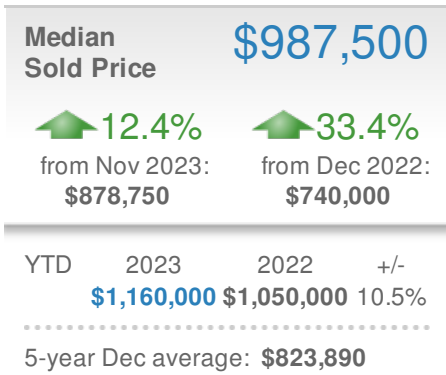 Median
Sold Price
$987,500
12.4% 33.4%
from Nov 2023: from Dec 2022:
$878,750 $740,000
YTD 2023 2022 +/-
$1,160,000 $1,050,000 10.5%
5-year Dec average: $823,890